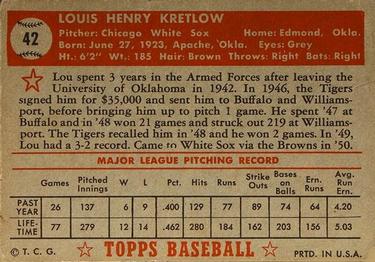 42
LOUIS HENRY KRETLOW
Pitcher: Chicago White Sox Home: Edmond, Okla.
Born: June 27, 1923, Apache, Okla. Eyes: Grey
Ht.: 6'2" Wt.: 185 Hair: Brown Throws: Right Bats: Right
Lou spent 3 years in the Armed Forces after leaving the
University of Oklahoma in 1942. In 1946, the Tigers
signed him for $35,000 and sent him to Buffalo and Williams-
port, before bringing him up to pitch 1 game. He spent '47
at Buffalo and in '48 won 21 and struck out 219 at Williams-
port. The Tigers recalled him in '48 and he won 2 games. In '49,
Lou had a 3-2 record. Came to White Sox via the Browns in '50.
MAJOR LEAGUE PITCHING RECORD
Games Pitched Innings W L Pct. Hits Runs Strike Outs Bases on Balls Ern. Runs Avg. Run Ern.
PAST YEAR 26 137 6 9 .400 129 77 89 74 64 4.20
LIFE-TIME 77 279 12 14 .462 280 184 162 203 156 5.03
© T. C. G. TOPPS BASEBALL PRTD. IN U.S.A.